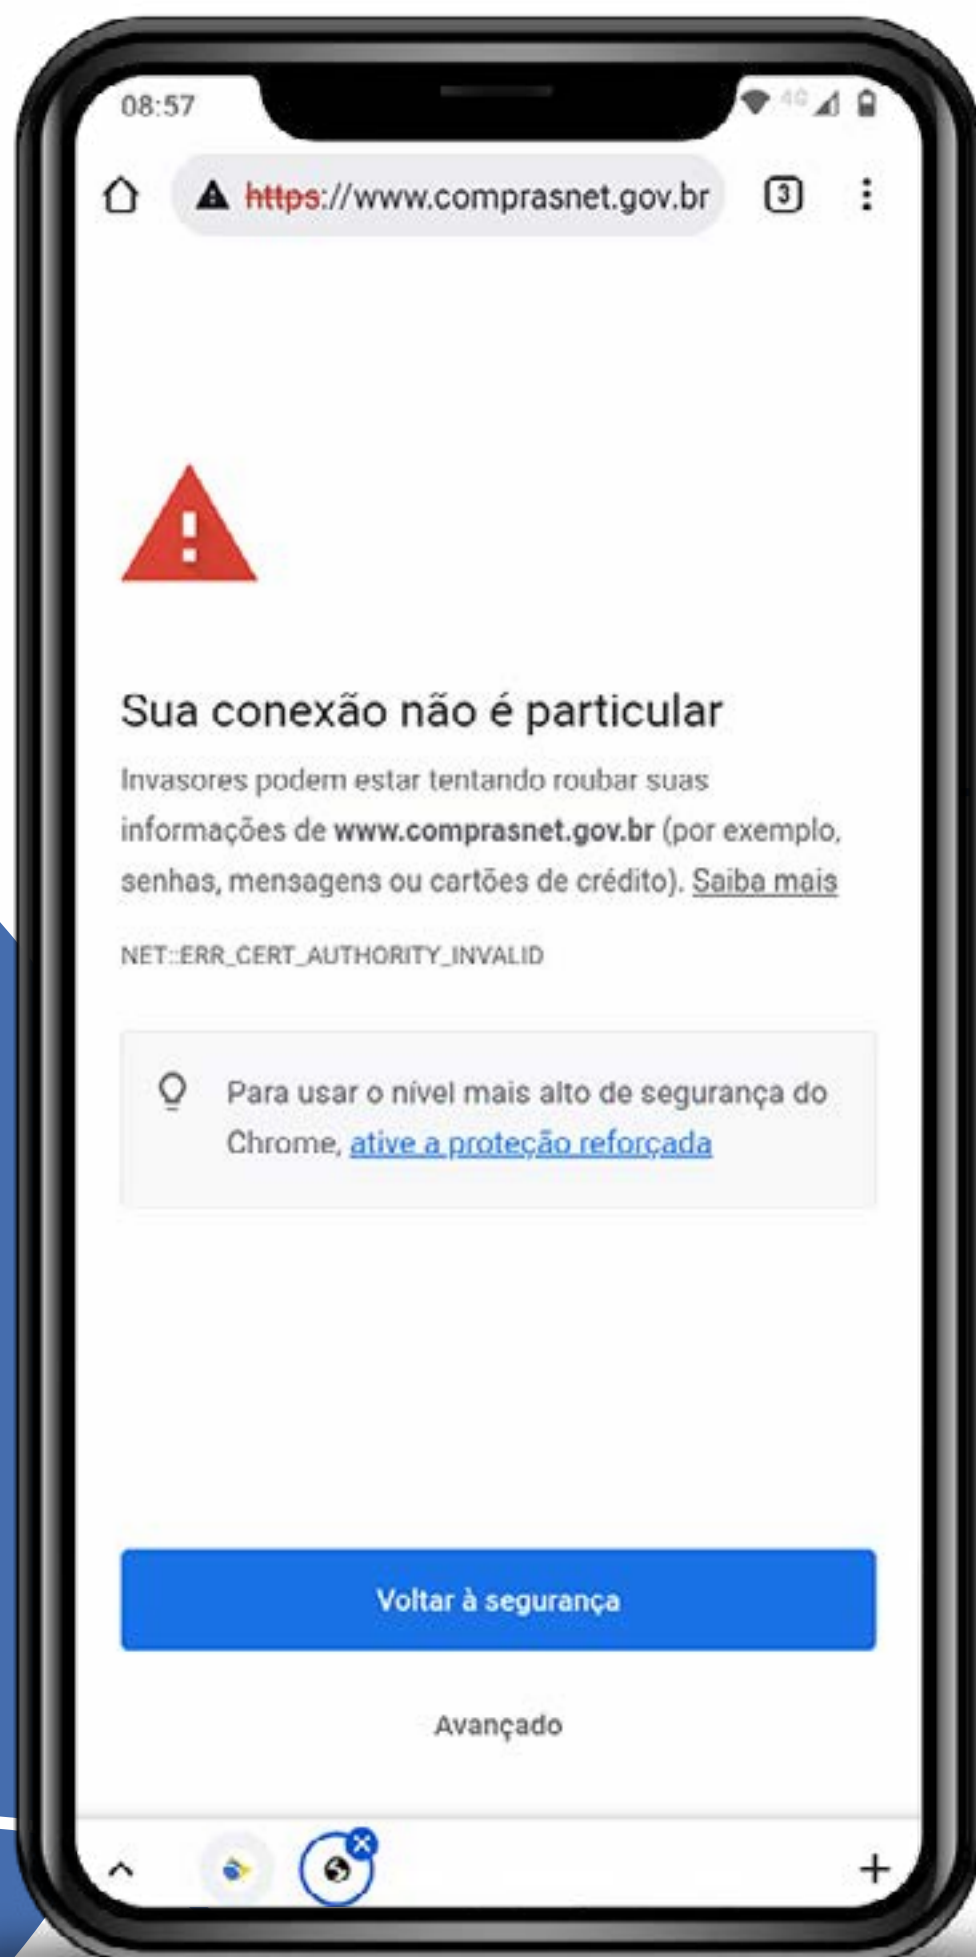 08:57
4G
https://www.comprasnet.gov.br
3
Sua conexão não é particular
Invasores podem estar tentando roubar suas
informações de www.comprasnet.gov.br (por exemplo,
senhas, mensagens ou cartões de crédito). Saiba mais
NET::ERR_CERT_AUTHORITY_INVALID
Para usar o nível mais alto de segurança do
Chrome, ative a proteção reforçada
Voltar à segurança
Avançado